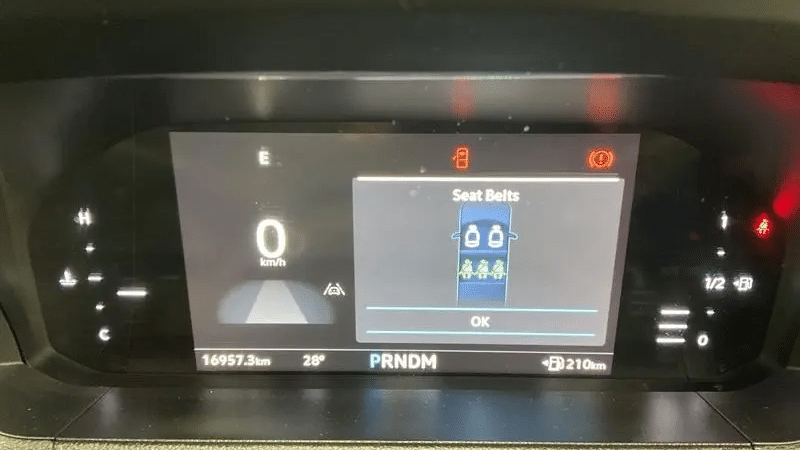 E
Seat Belts
H
0
km/h
1
1/2
C
OK
0
16957.3km
28°
PRNDM
210km